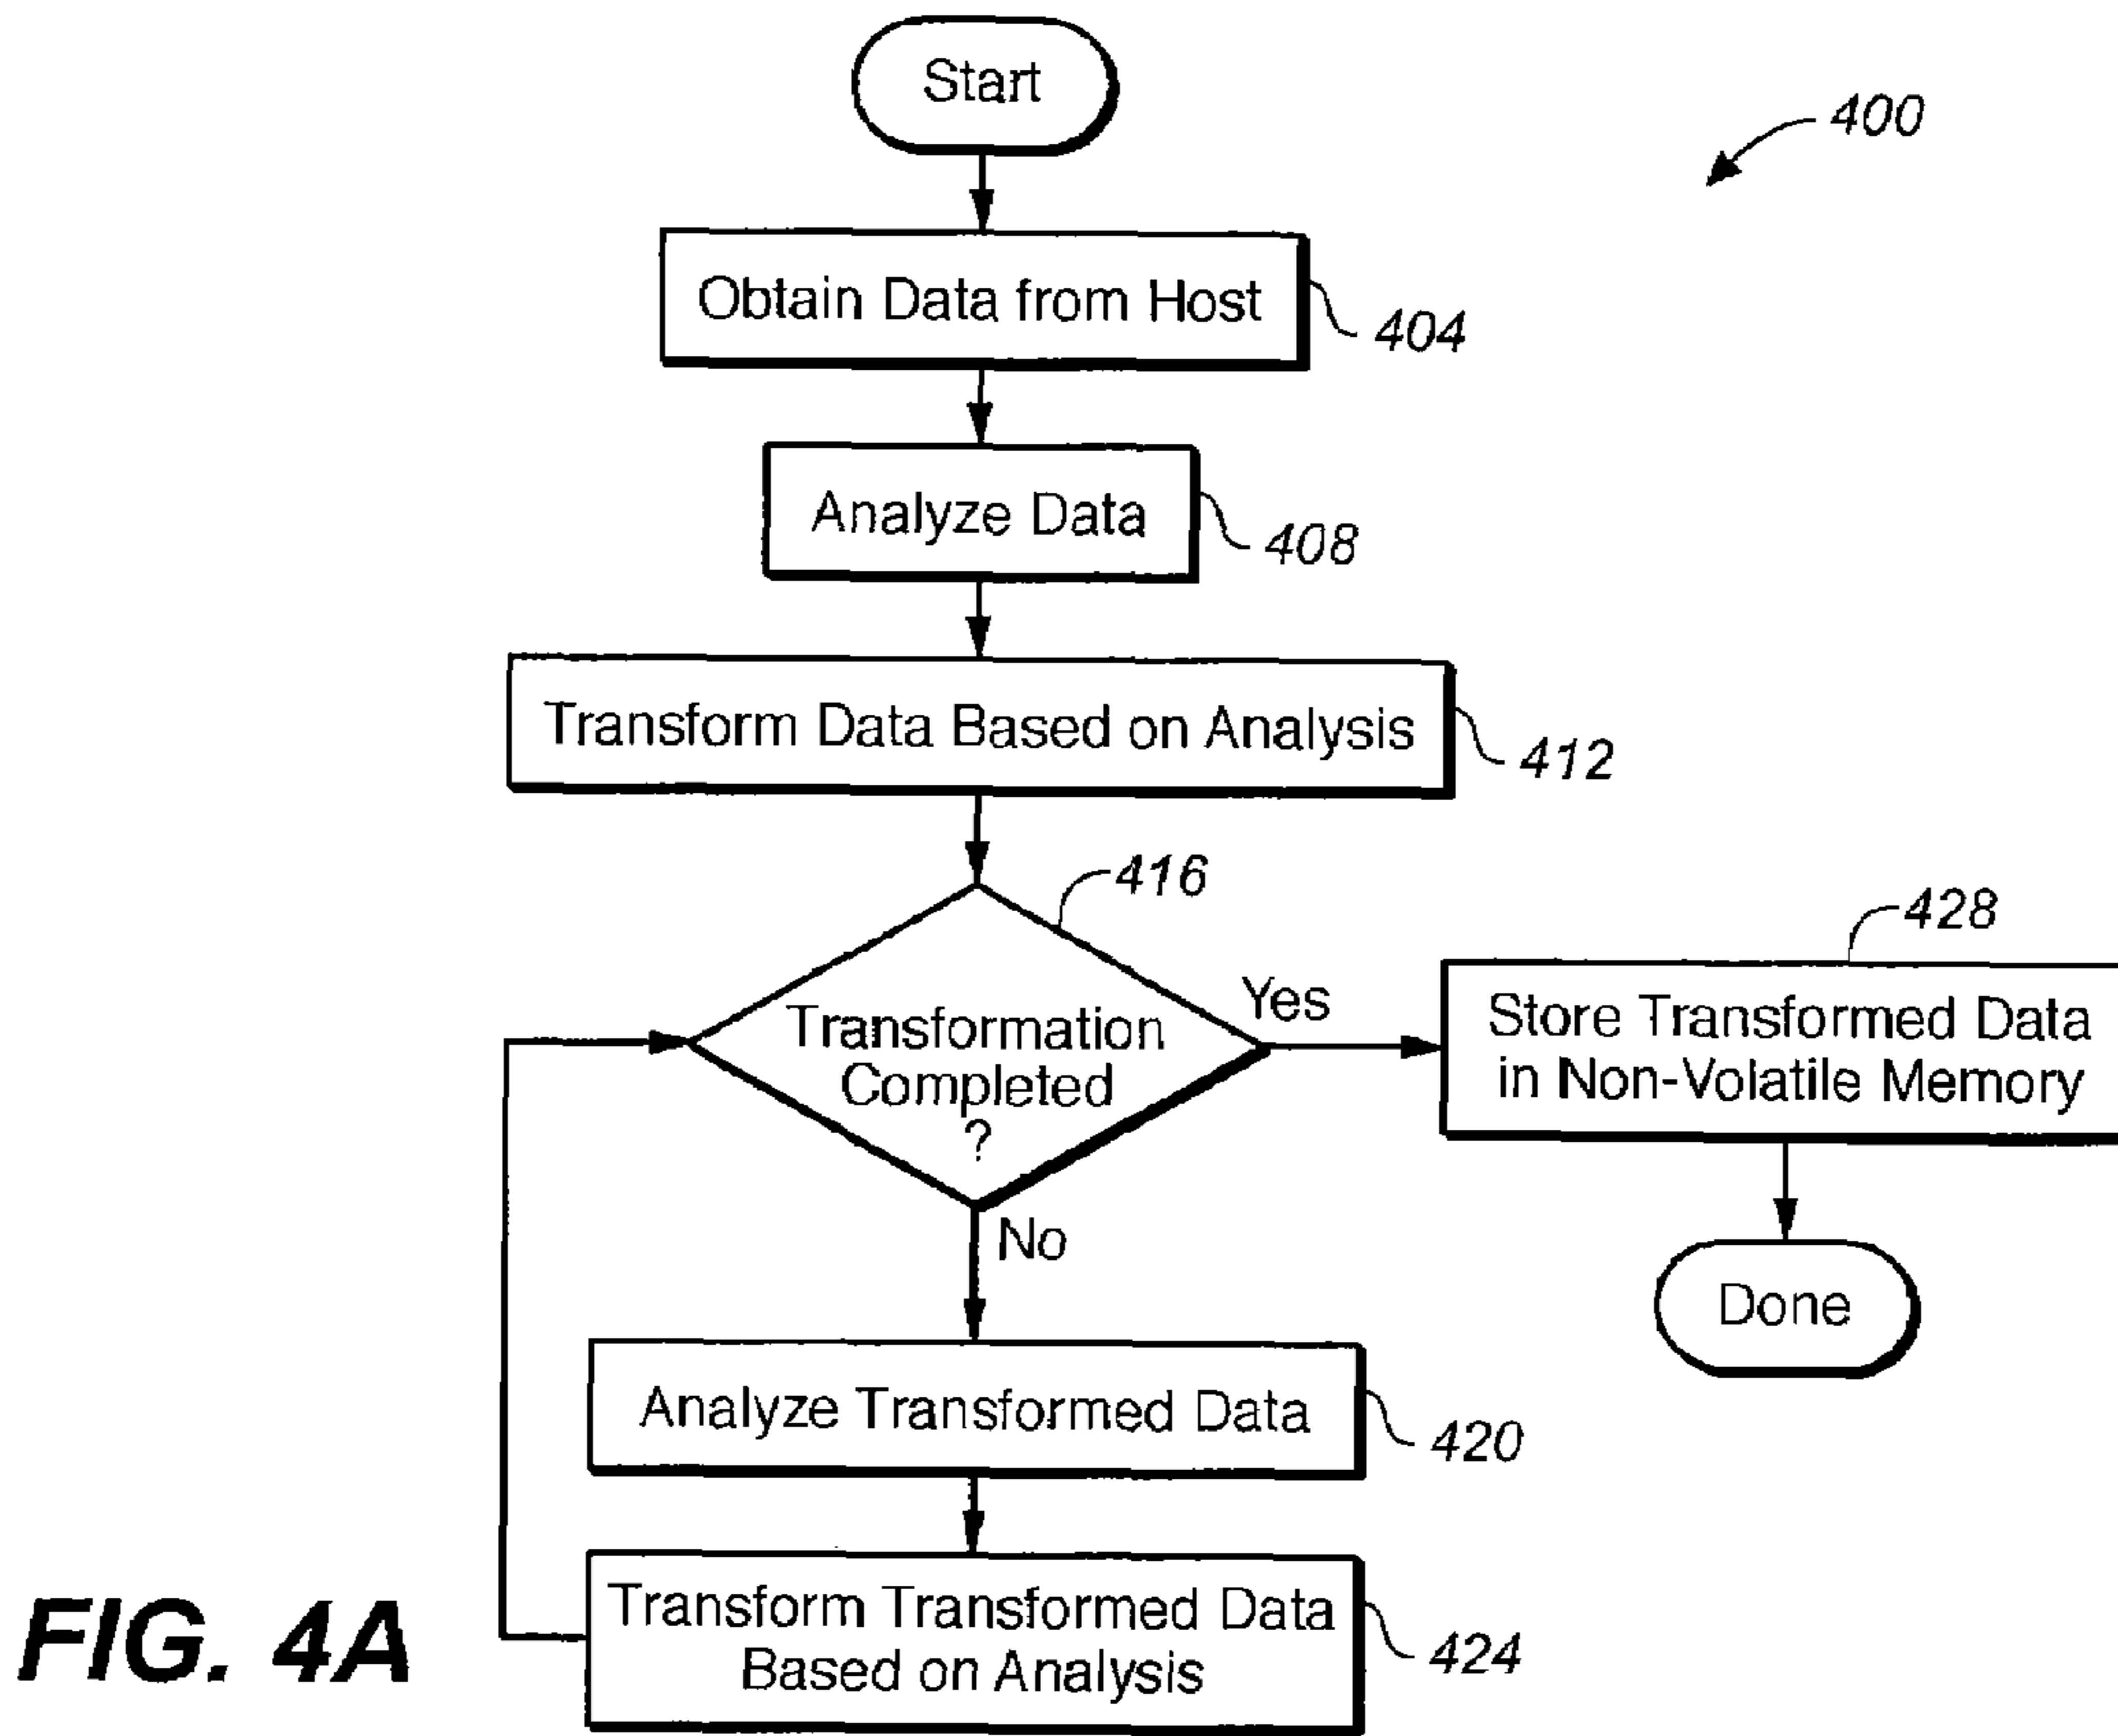 Start
400
Obtain Data from Host
404
Analyze Data
408
Transform Data Based on Analysis
412
416
Transformation
Completed
?
Yes
No
428
Store Transformed Data
in Non-Volatile Memory
Done
Analyze Transformed Data
420
Transform Transformed Data
Based on Analysis
424
FIG. 4A